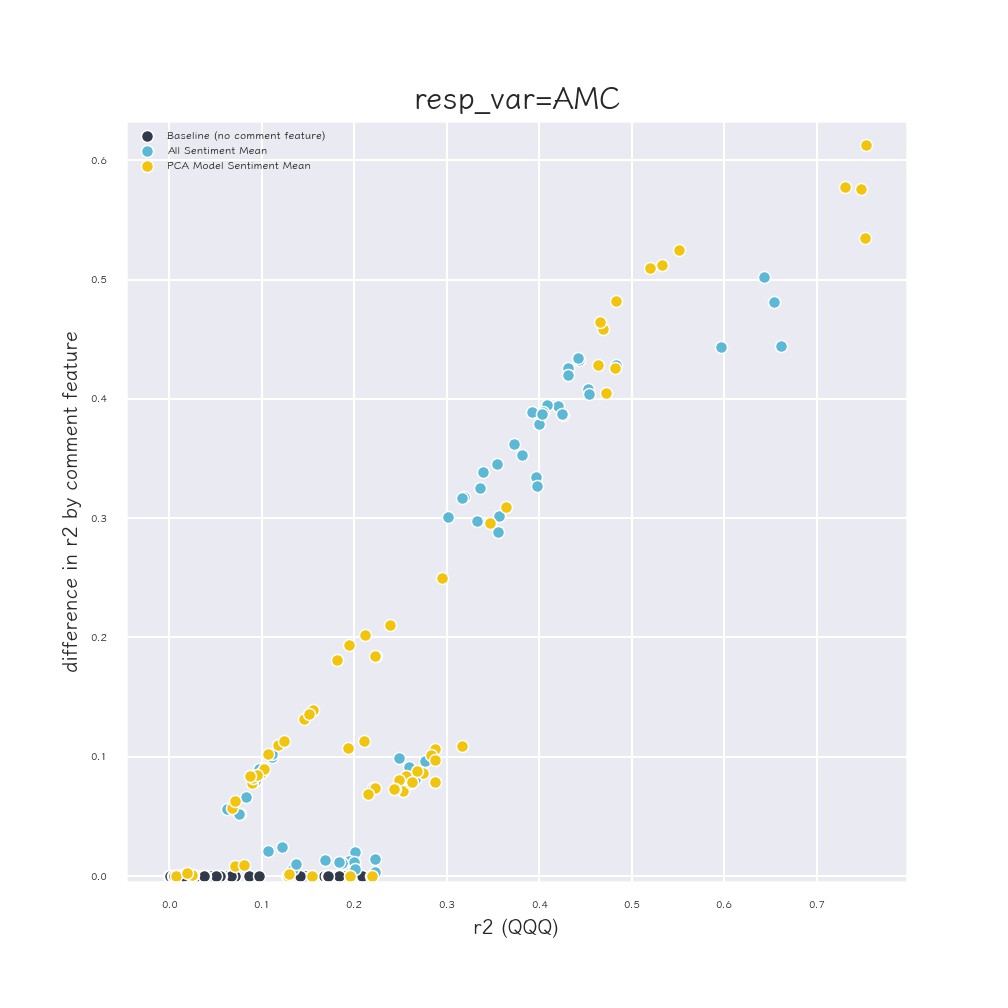 resp_var=AMC
Baseline (no comment feature)
All Sentiment Mean
PCA Model Sentiment Mean
difference in r2 by comment feature
0.6
0.5
0.4
0.3
0.2
0.1
0.0
0.0 0.1 0.2 0.3 0.4 0.5 0.6 0.7
r2 (QQQ)